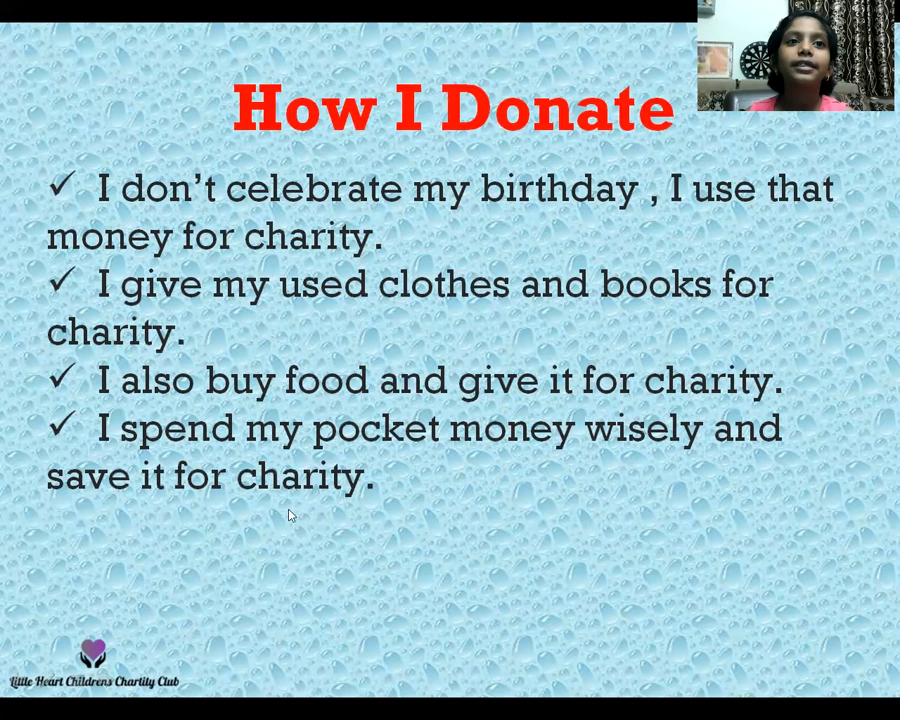 How I Donate
✓ I don’t celebrate my birthday , I use that
money for charity.
✓ I give my used clothes and books for
charity.
✓ I also buy food and give it for charity.
✓ I spend my pocket money wisely and
save it for charity.
Little Heart Childrens Chartity Club